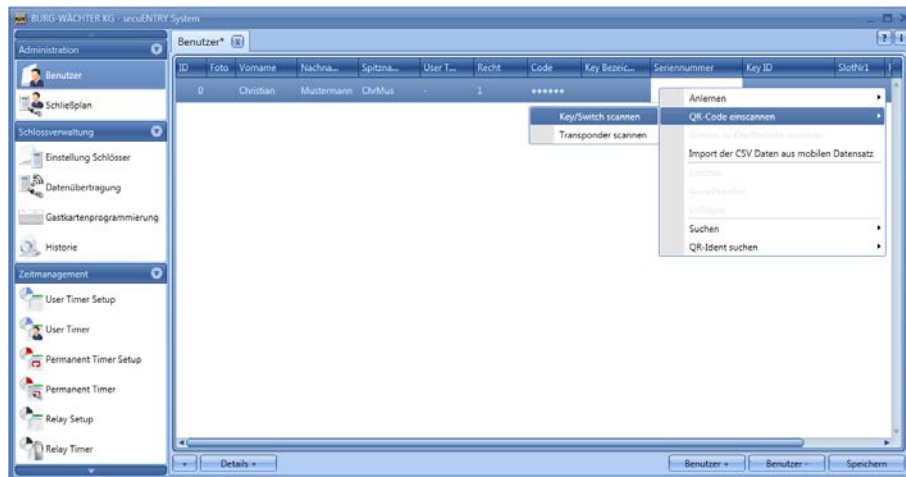 BURG-WÄCHTER KG - secuENTRY System
Administration
Benutzer
Schließplan
Schlossverwaltung
Einstellung Schlösser
Datenübertragung
Gastkartenprogrammierung
Historie
Zeitmanagement
User Timer Setup
User Timer
Permanent Timer Setup
Permanent Timer
Relay Setup
Relay Timer
Benutzer*
ID Foto Vorname Nachna... Spitzna... User T... Recht Code Key Bezeic... Seriennummer Key ID SlotNr1
0 Christian Mustermann ChrMus - 1 ******
Anlernen
QR-Code einscannen
Key/Switch scannen
Transponder scannen
Import der CSV Daten aus mobilen Datensatz
Suchen
QR-Ident suchen
+ Details + Benutzer + Benutzer - Speichern